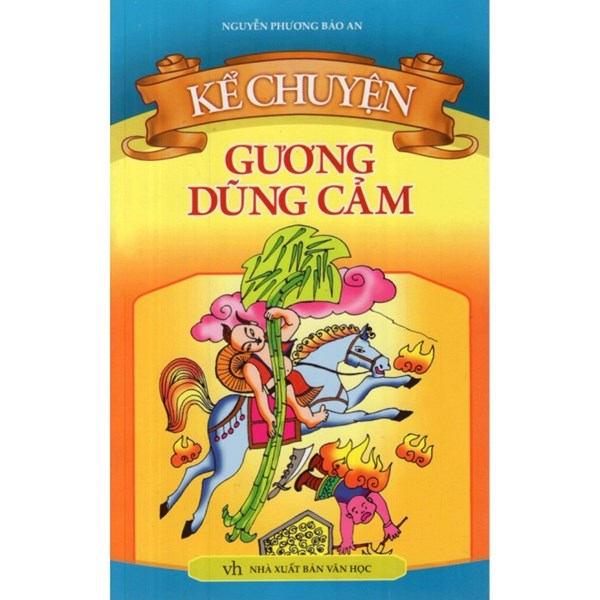 NGUYỄN PHƯƠNG BẢO AN
KỂ CHUYỆN
GƯƠNG
DŨNG CẢM
vh NHÀ XUẤT BẢN VĂN HỌC